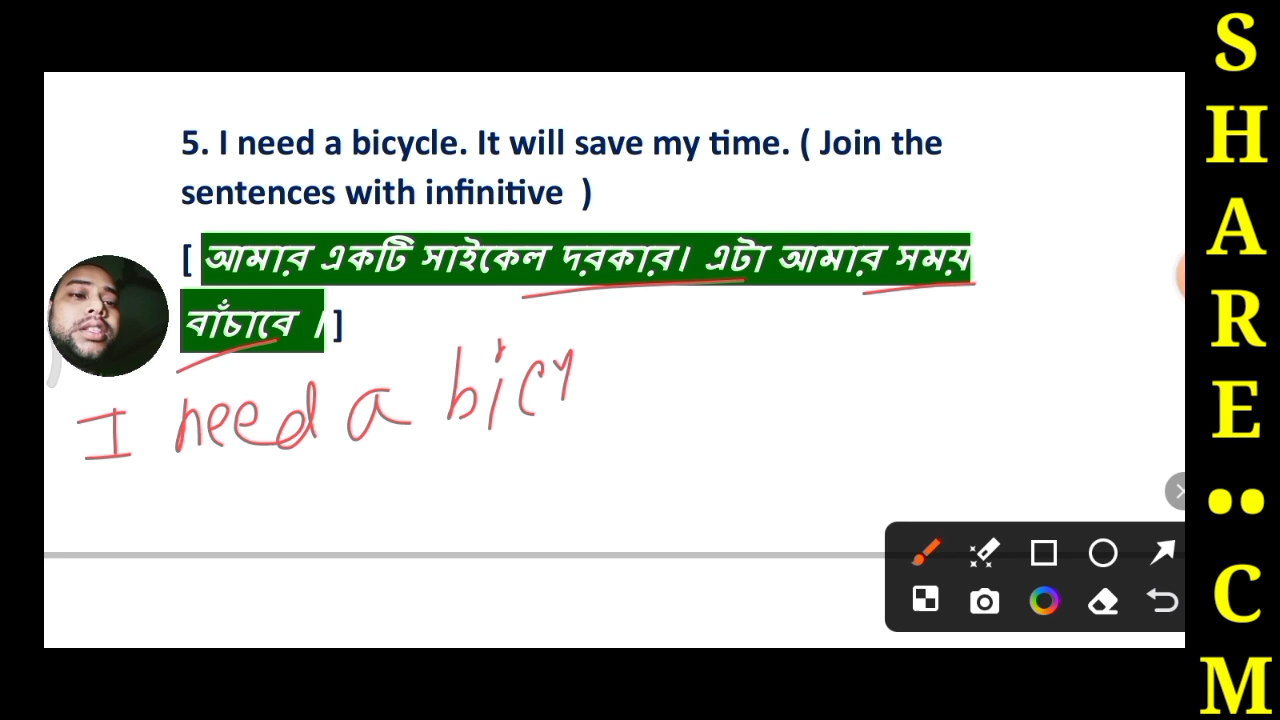 5. I need a bicycle. It will save my time. ( Join the
sentences with infinitive )
[ আমার একটি সাইকেল দরকার। এটা আমার সময়
বাঁচাবে । ]
I need a bicy
S
H
A
R
E
••
C
M